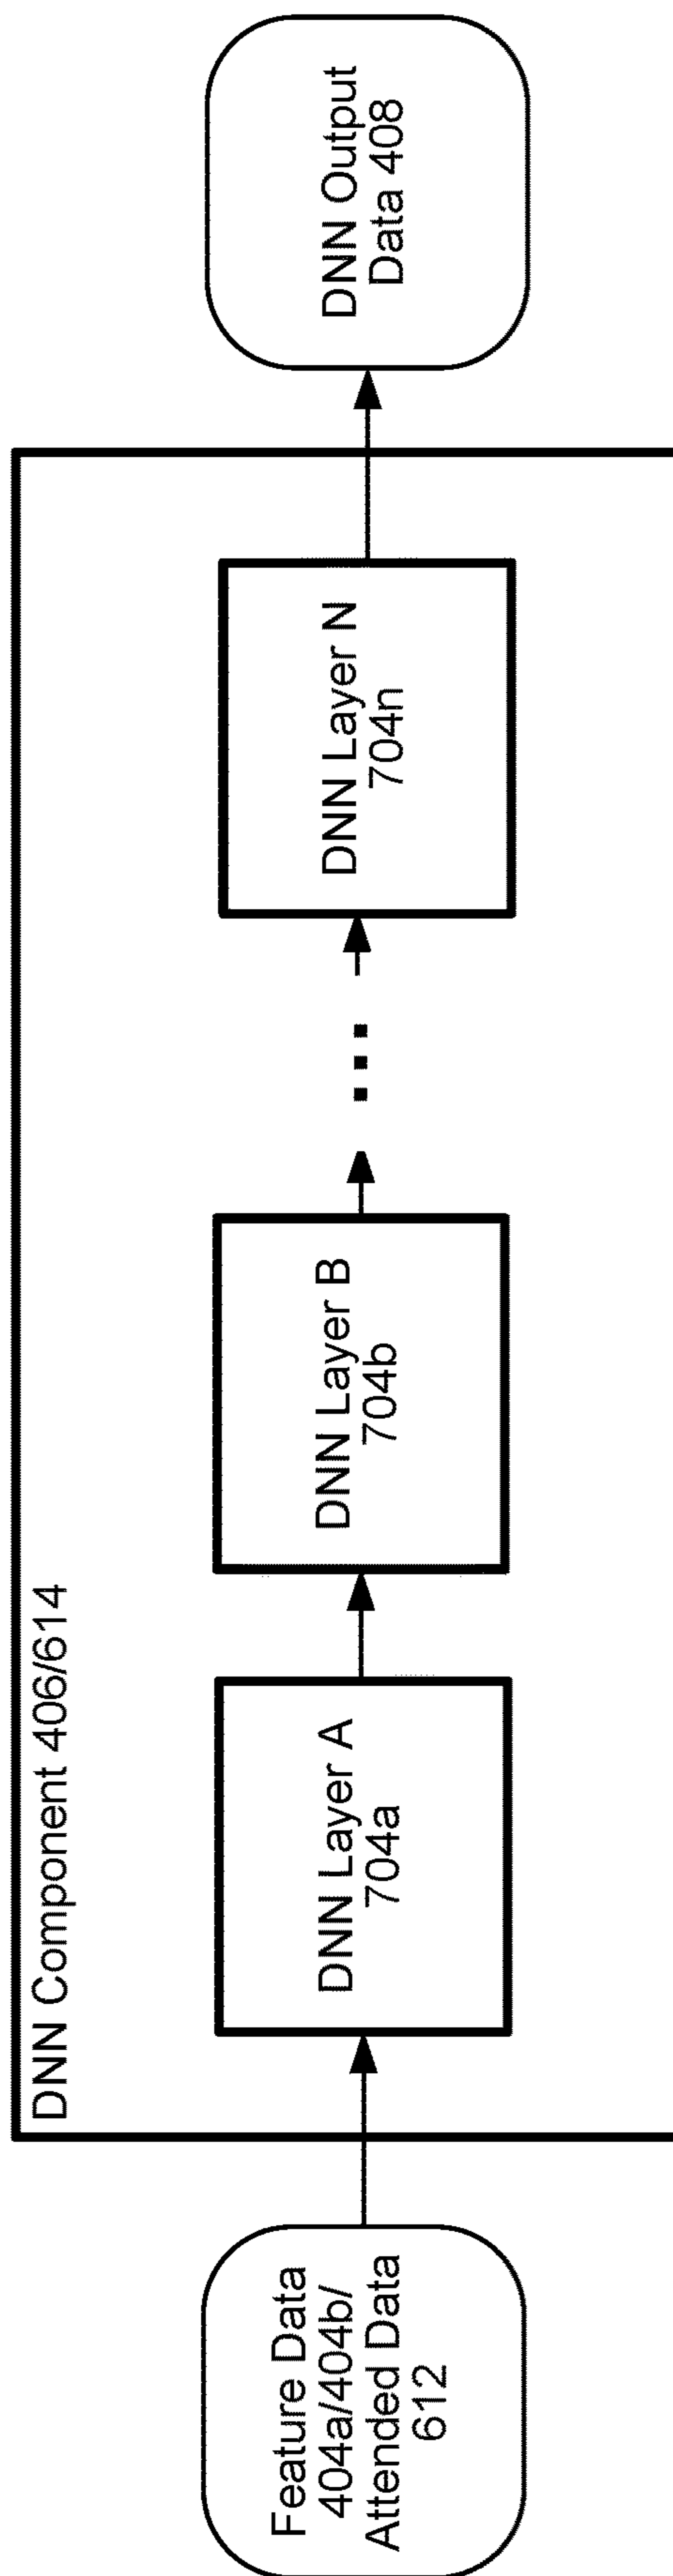 DNN Component 406/614
Feature Data
404a/404b/
Attended Data
612
DNN Layer A
704a
DNN Layer B
704b
DNN Layer N
704n
DNN Output
Data 408